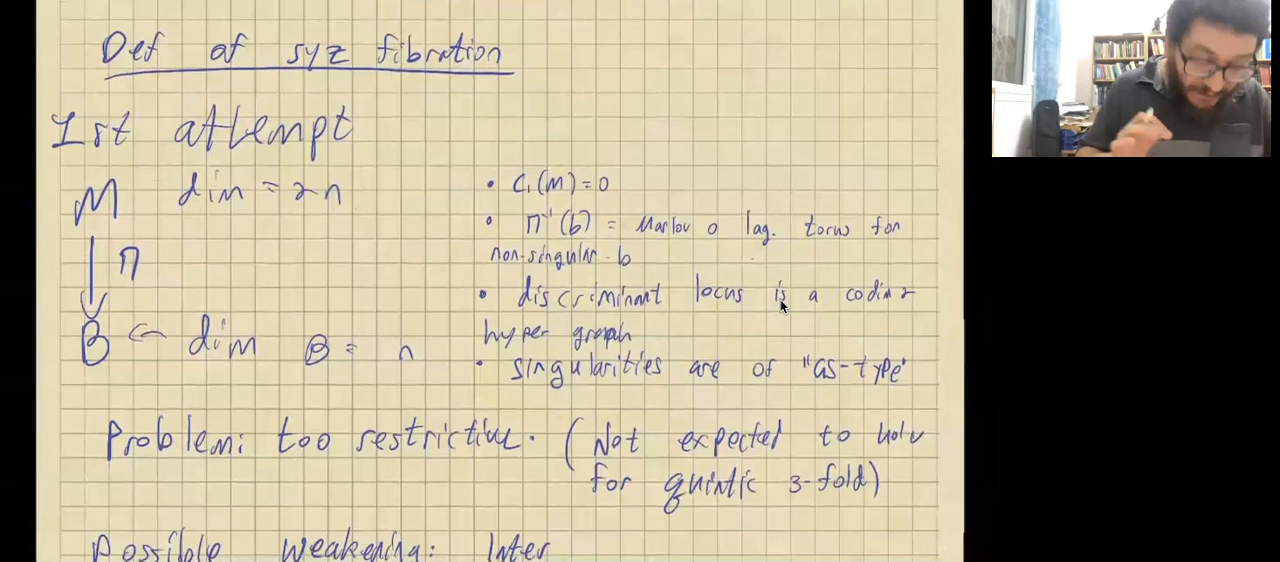 Def of syz fibration
1st attempt
M dim = 2n
π
B ← dim B = n
• C₁(M)=0
• π⁻¹(b) = Maslov 0 lag. torus for
non-singular b
• discriminant locus is a codim 2
hyper graph
• singularities are of "GS-type"
Problem: too restrictive. (Not expected to hold
for quintic 3-fold)
Possible weakening: Inter